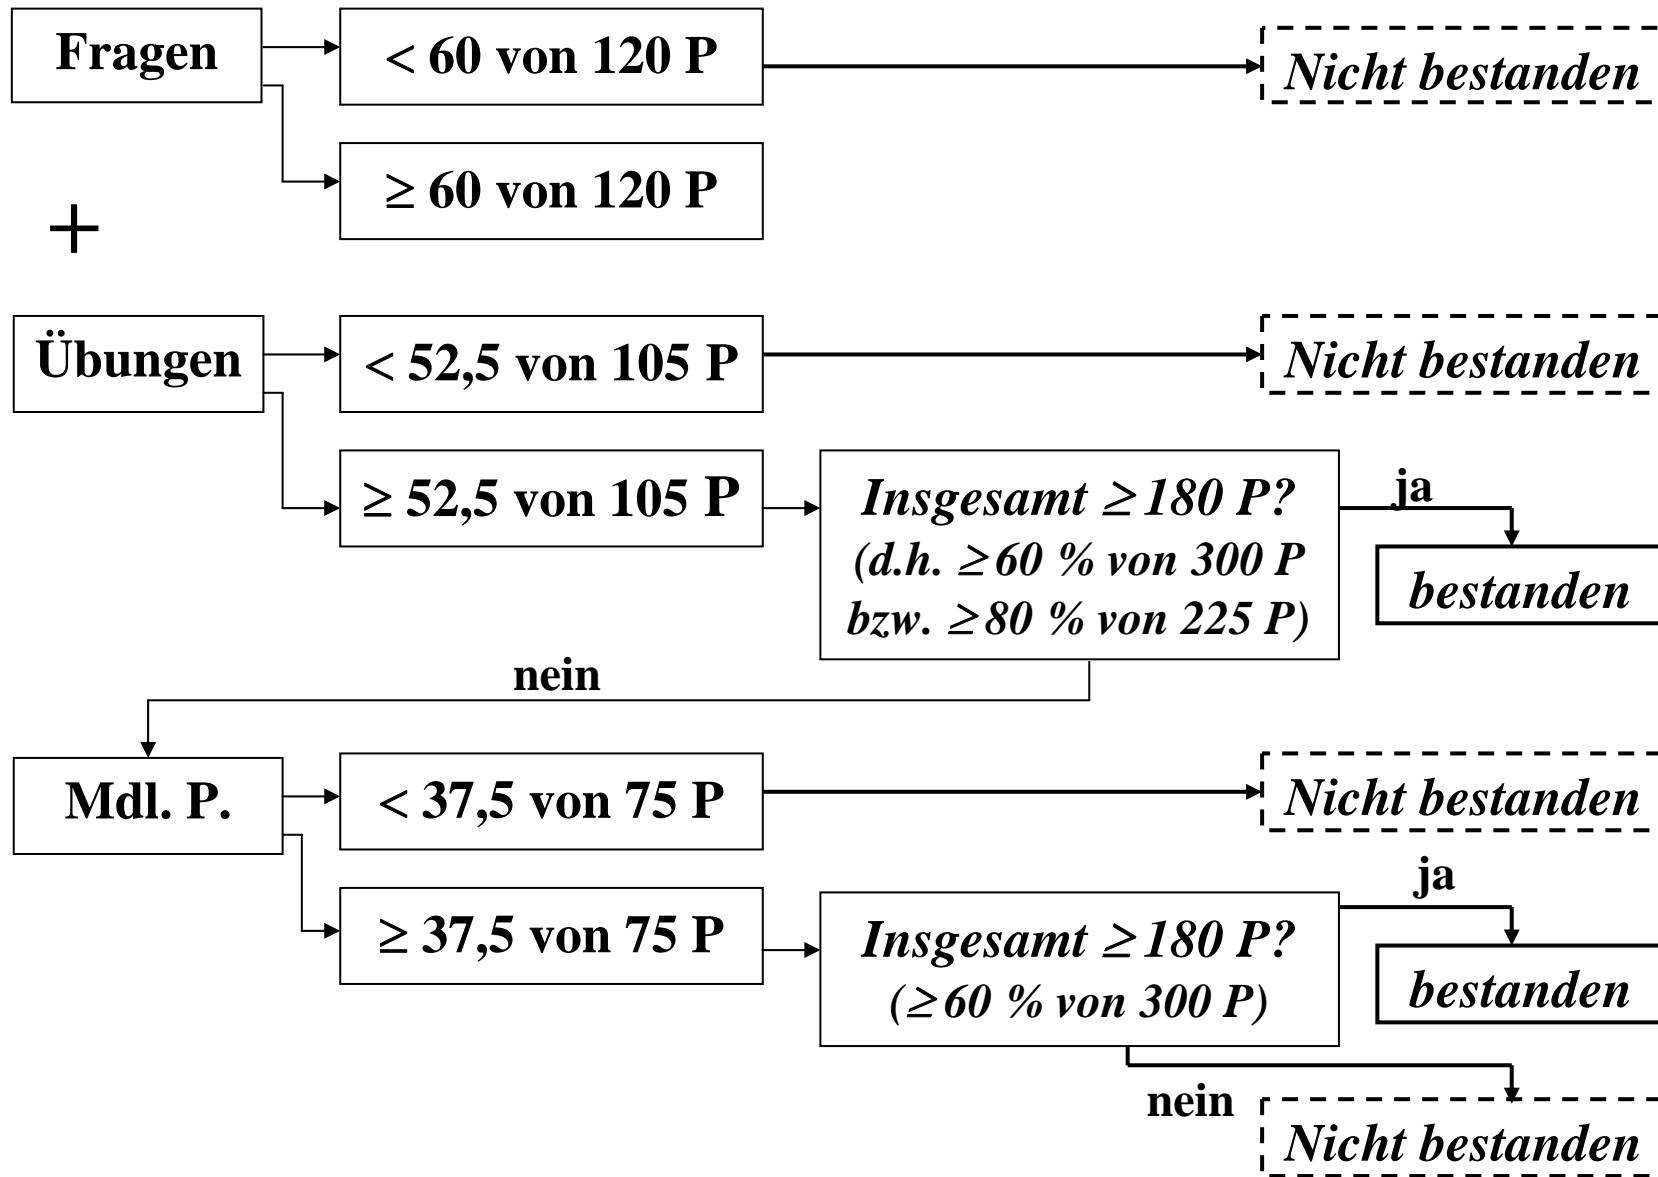 Fragen
< 60 von 120 P
Nicht bestanden
≥ 60 von 120 P
+
Übungen
< 52,5 von 105 P
Nicht bestanden
≥ 52,5 von 105 P
Insgesamt ≥ 180 P?
(d.h. ≥ 60 % von 300 P
bzw. ≥ 80 % von 225 P)
ja
bestanden
nein
Mdl. P.
< 37,5 von 75 P
Nicht bestanden
≥ 37,5 von 75 P
Insgesamt ≥ 180 P?
(≥ 60 % von 300 P)
ja
bestanden
nein
Nicht bestanden